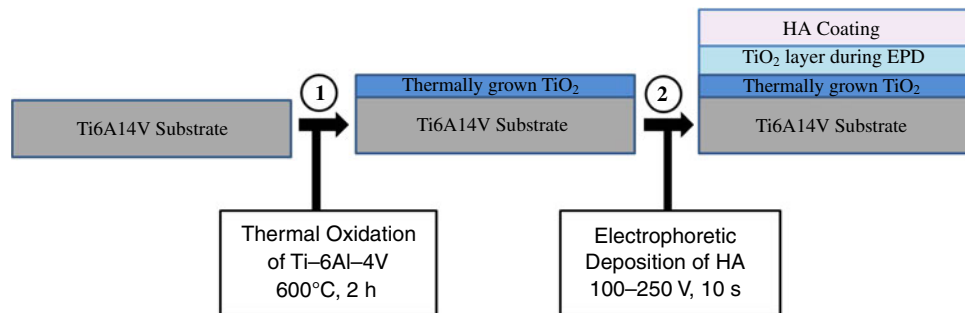 HA Coating
TiO₂ layer during EPD
1
Thermally grown TiO₂
2
Thermally grown TiO₂
Ti6A14V Substrate
Ti6A14V Substrate
Ti6A14V Substrate
Thermal Oxidation
of Ti–6Al–4V
600°C, 2 h
Electrophoretic
Deposition of HA
100–250 V, 10 s